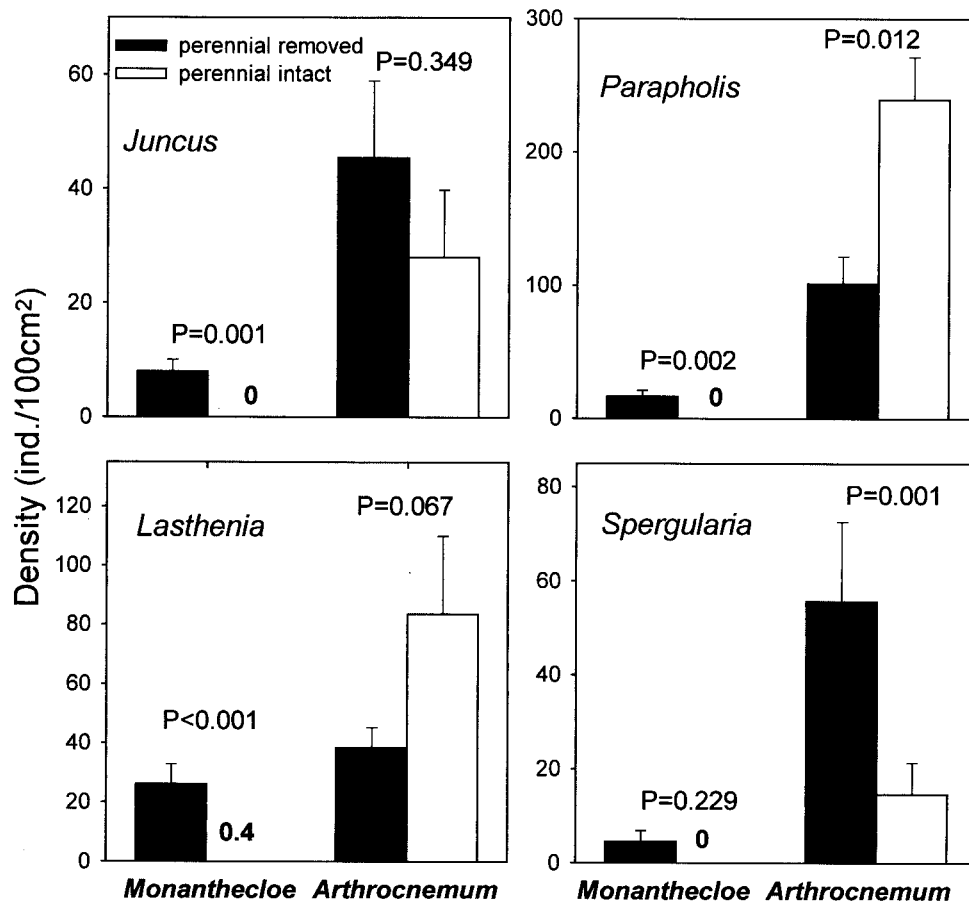 Density (ind./100cm²)
perennial removed
perennial intact
P=0.349
Juncus
P=0.001
0
60
40
20
0
P=0.012
Parapholis
P=0.002
0
300
200
100
0
P=0.067
Lasthenia
P<0.001
0.4
120
100
80
60
40
20
0
Monanthecloe Arthrocnemum
P=0.001
Spergularia
P=0.229
0
80
60
40
20
0
Monanthecloe Arthrocnemum